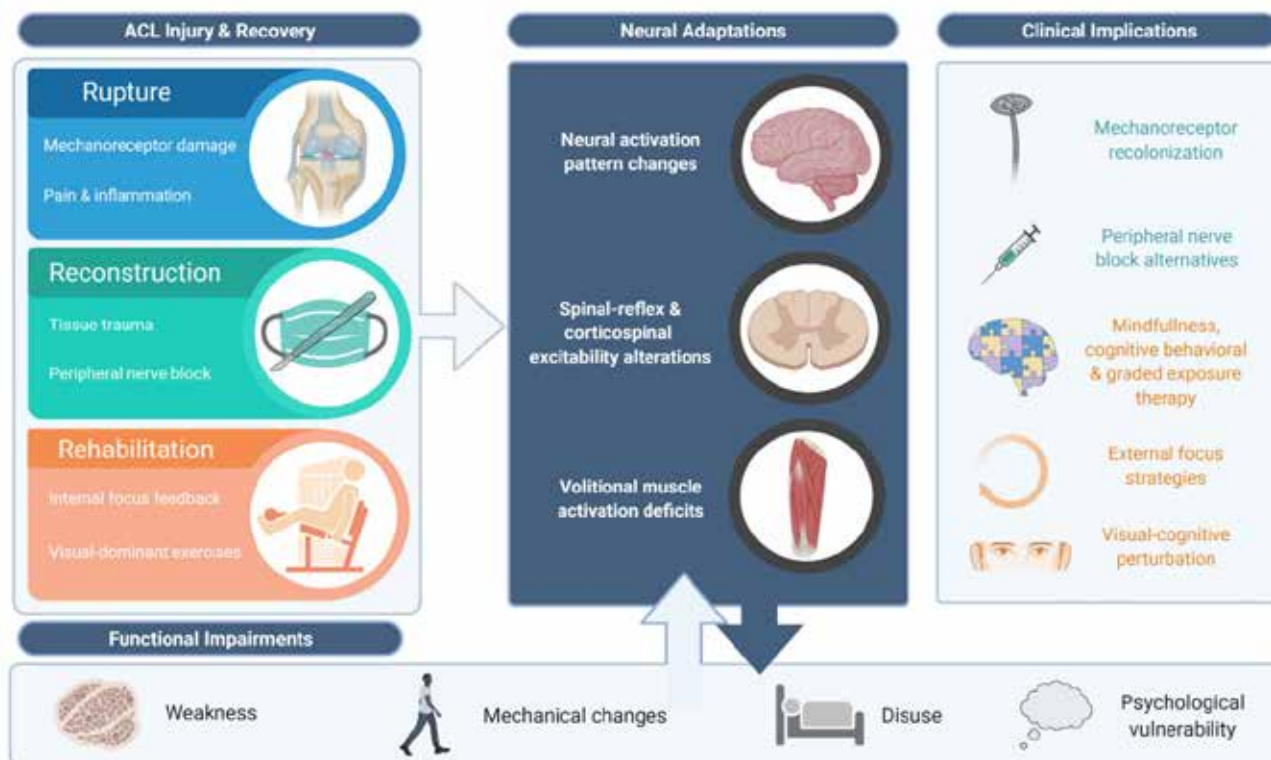 ACL Injury & Recovery
Rupture
Mechanoreceptor damage
Pain & inflammation
Reconstruction
Tissue trauma
Peripheral nerve block
Rehabilitation
Internal focus feedback
Visual-dominant exercises
Neural Adaptations
Neural activation
pattern changes
Spinal-reflex &
corticospinal
excitability alterations
Volitional muscle
activation deficits
Clinical Implications
Mechanoreceptor
recolonization
Peripheral nerve
block alternatives
Mindfullness,
cognitive behavioral
& graded exposure
therapy
External focus
strategies
Visual-cognitive
perturbation
Functional Impairments
Weakness
Mechanical changes
Disuse
Psychological
vulnerability